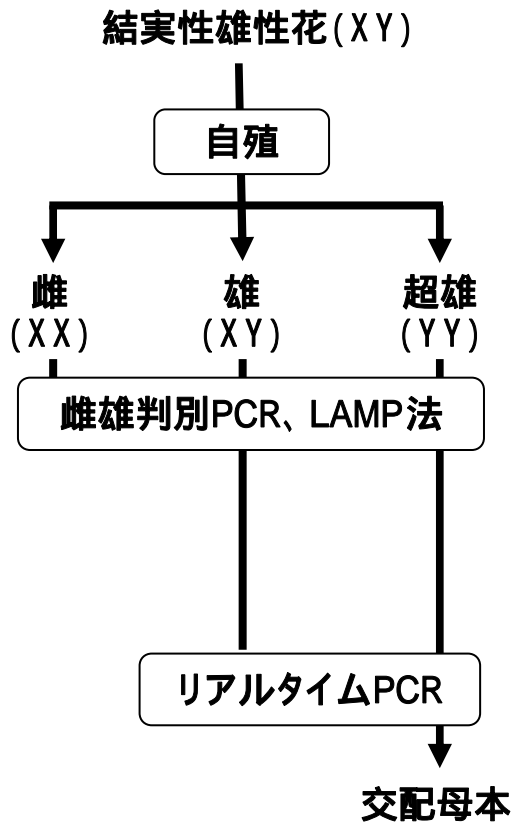 結実性雄性花(XY)
自殖
雌 雄 超雄
(XX) (XY) (YY)
雌雄判別PCR、LAMP法
リアルタイムPCR
交配母本